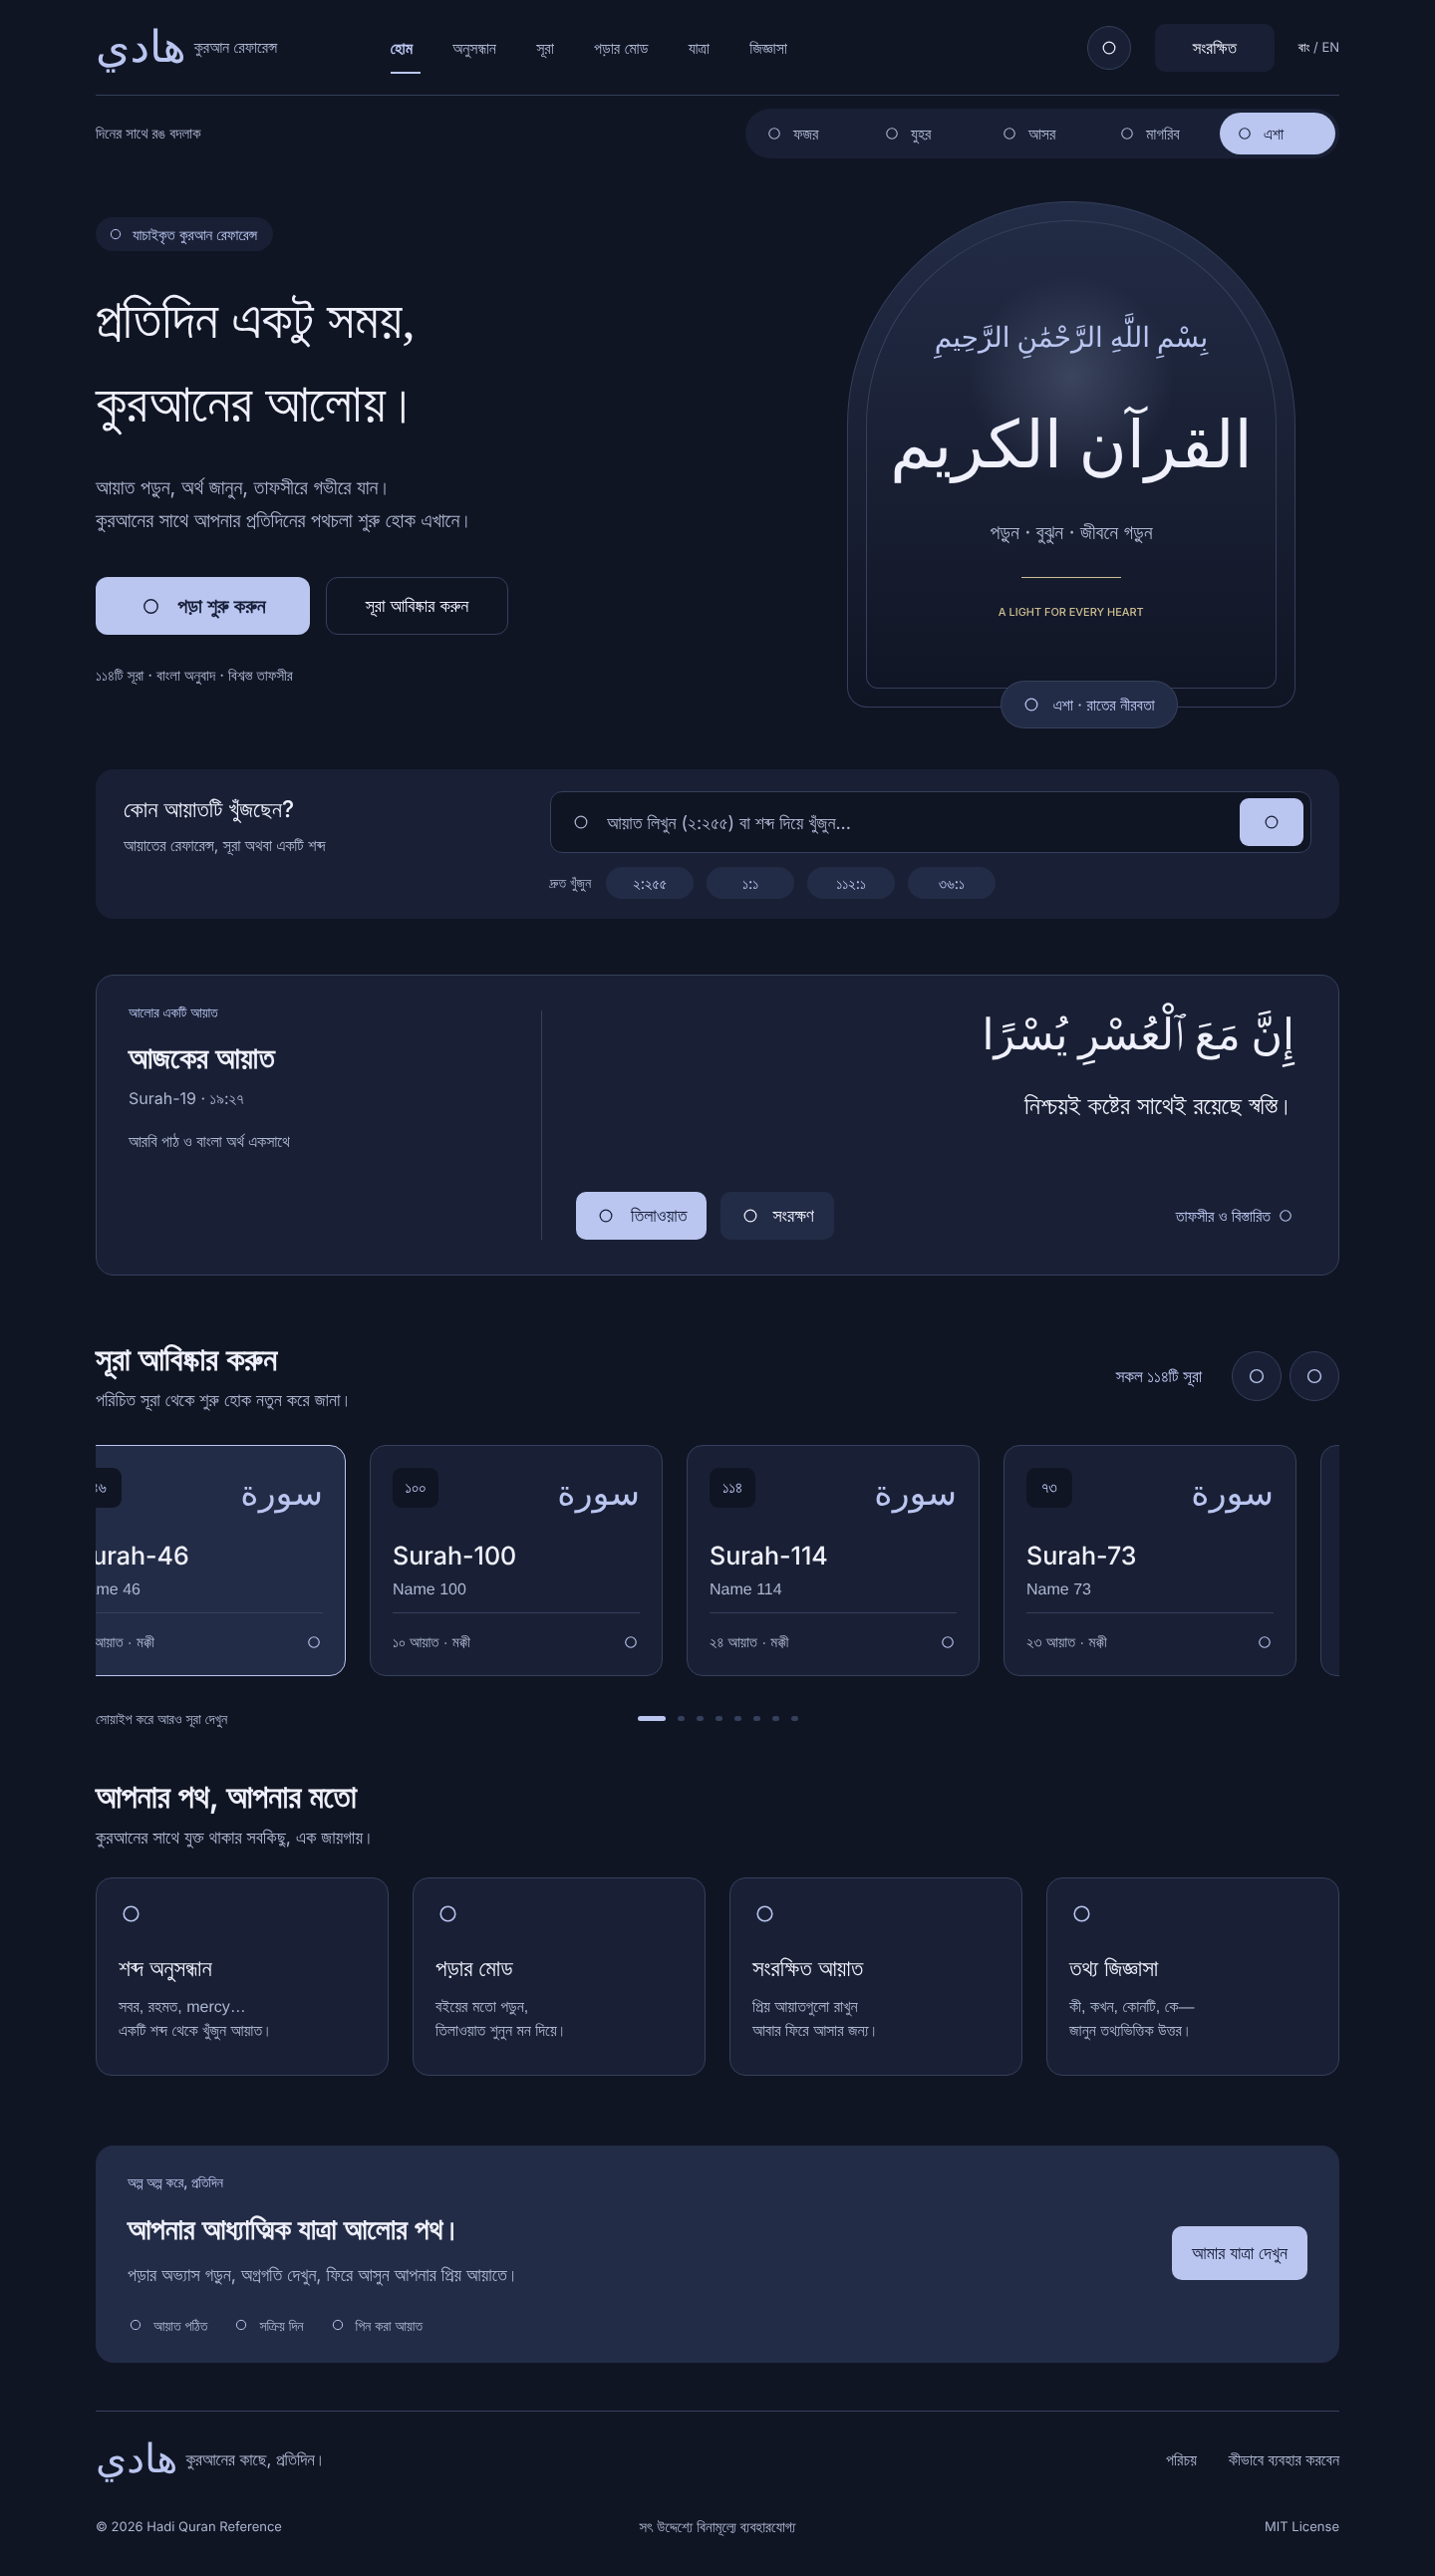 هادي কুরআন রেফারেন্স
হোম অনুসন্ধান সূরা পড়ার মোড যাত্রা জিজ্ঞাসা
সংরক্ষিত
বাং / EN
দিনের সাথে রঙ বদলাক
ফজর যুহর আসর মাগরিব এশা
যাচাইকৃত কুরআন রেফারেন্স
প্রতিদিন একটু সময়,
কুরআনের আলোয়।
আয়াত পড়ুন, অর্থ জানুন, তাফসীরে গভীরে যান।
কুরআনের সাথে আপনার প্রতিদিনের পথচলা শুরু হোক এখানে।
পড়া শুরু করুন সূরা আবিষ্কার করুন
১১৪টি সূরা · বাংলা অনুবাদ · বিশ্বস্ত তাফসীর
بِسْمِ اللَّهِ الرَّحْمَٰنِ الرَّحِيمِ
القرآن الكريم
পড়ুন · বুঝুন · জীবনে গড়ুন
A LIGHT FOR EVERY HEART
এশা · রাতের নীরবতা
কোন আয়াতটি খুঁজছেন?
আয়াতের রেফারেন্স, সূরা অথবা একটি শব্দ
আয়াত লিখুন (২:২৫৫) বা শব্দ দিয়ে খুঁজুন...
দ্রুত খুঁজুন ২:২৫৫ ১:১ ১১২:১ ৩৬:১
আলোর একটি আয়াত
আজকের আয়াত
Surah-19 · ১৯:২৭
আরবি পাঠ ও বাংলা অর্থ একসাথে
إِنَّ مَعَ ٱلْعُسْرِ يُسْرًا
নিশ্চয়ই কষ্টের সাথেই রয়েছে স্বস্তি।
তিলাওয়াত সংরক্ষণ তাফসীর ও বিস্তারিত
সূরা আবিষ্কার করুন
পরিচিত সূরা থেকে শুরু হোক নতুন করে জানা।
সকল ১১৪টি সূরা
৪৬ سورة
urah-46
me 46
আয়াত · মক্কী
১০০ سورة
Surah-100
Name 100
১০ আয়াত · মক্কী
১১৪ سورة
Surah-114
Name 114
২৪ আয়াত · মক্কী
৭৩ سورة
Surah-73
Name 73
২৩ আয়াত · মক্কী
সোয়াইপ করে আরও সূরা দেখুন
আপনার পথ, আপনার মতো
কুরআনের সাথে যুক্ত থাকার সবকিছু, এক জায়গায়।
শব্দ অনুসন্ধান
সবর, রহমত, mercy...
একটি শব্দ থেকে খুঁজুন আয়াত।
পড়ার মোড
বইয়ের মতো পড়ুন,
তিলাওয়াত শুনুন মন দিয়ে।
সংরক্ষিত আয়াত
প্রিয় আয়াতগুলো রাখুন
আবার ফিরে আসার জন্য।
তথ্য জিজ্ঞাসা
কী, কখন, কোনটি, কে—
জানুন তথ্যভিত্তিক উত্তর।
অল্প অল্প করে, প্রতিদিন
আপনার আধ্যাত্মিক যাত্রা আলোর পথ।
পড়ার অভ্যাস গড়ুন, অগ্রগতি দেখুন, ফিরে আসুন আপনার প্রিয় আয়াতে।
আয়াত পঠিত সক্রিয় দিন পিন করা আয়াত
আমার যাত্রা দেখুন
هادي কুরআনের কাছে, প্রতিদিন।
পরিচয় কীভাবে ব্যবহার করবেন
© 2026 Hadi Quran Reference
সৎ উদ্দেশ্যে বিনামূল্যে ব্যবহারযোগ্য
MIT License